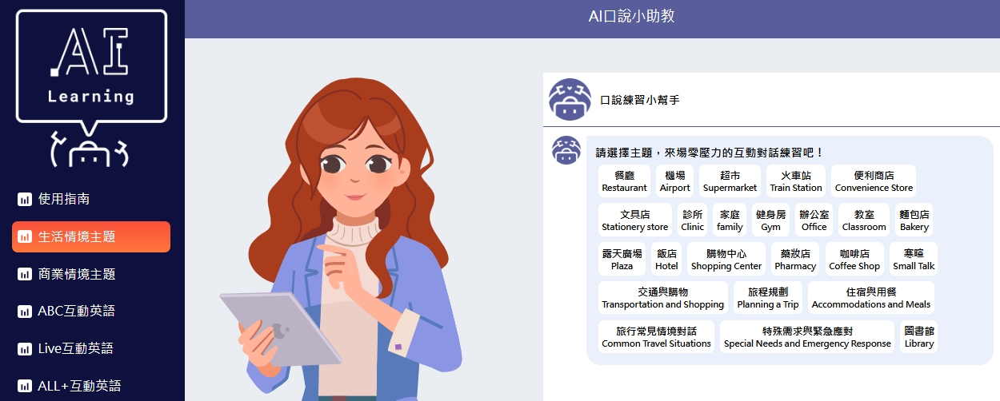 AI
Learning
使用指南
生活情境主題
商業情境主題
ABC互動英語
Live互動英語
ALL+互動英語
AI口說小助教
口說練習小幫手
請選擇主題，來場零壓力的互動對話練習吧！
餐廳 機場 超市 火車站 便利商店
Restaurant Airport Supermarket Train Station Convenience Store
文具店 診所 家庭 健身房 辦公室 教室 麵包店
Stationery store Clinic family Gym Office Classroom Bakery
露天廣場 飯店 購物中心 藥妝店 咖啡店 寒暄
Plaza Hotel Shopping Center Pharmacy Coffee Shop Small Talk
交通與購物 旅程規劃 住宿與用餐
Transportation and Shopping Planning a Trip Accommodations and Meals
旅行常見情境對話 特殊需求與緊急應對 圖書館
Common Travel Situations Special Needs and Emergency Response Library